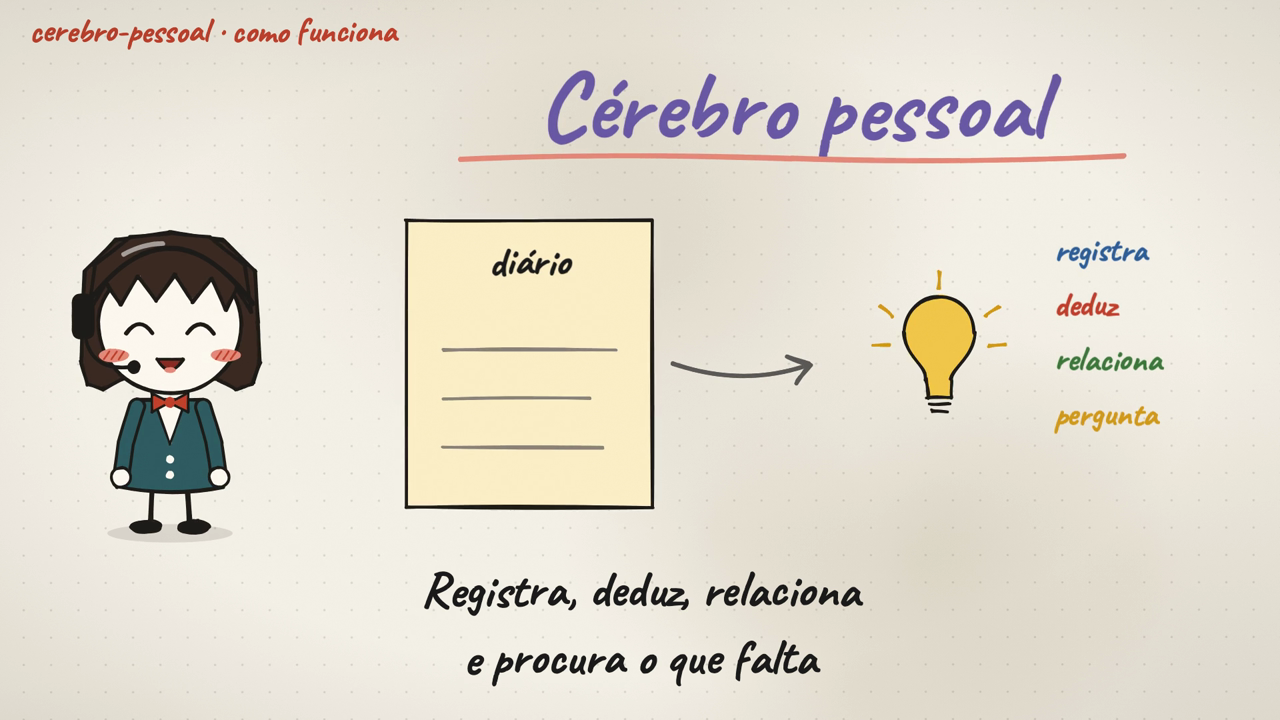 cerebro-pessoal · como funciona
Cérebro pessoal
diário
registra
deduz
relaciona
pergunta
Registra, deduz, relaciona
e procura o que falta